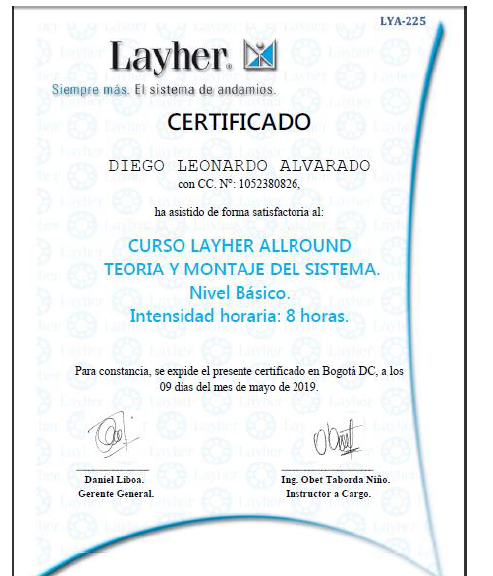 LYA-225
Layher.®
Siempre más. El sistema de andamios.
CERTIFICADO
DIEGO LEONARDO ALVARADO
con CC. N°: 1052380826,
ha asistido de forma satisfactoria al:
CURSO LAYHER ALLROUND
TEORIA Y MONTAJE DEL SISTEMA.
Nivel Básico.
Intensidad horaria: 8 horas.
Para constancia, se expide el presente certificado en Bogotá DC, a los
09 días del mes de mayo de 2019.
Daniel Liboa.
Gerente General.
Ing. Obet Taborda Niño.
Instructor a Cargo.